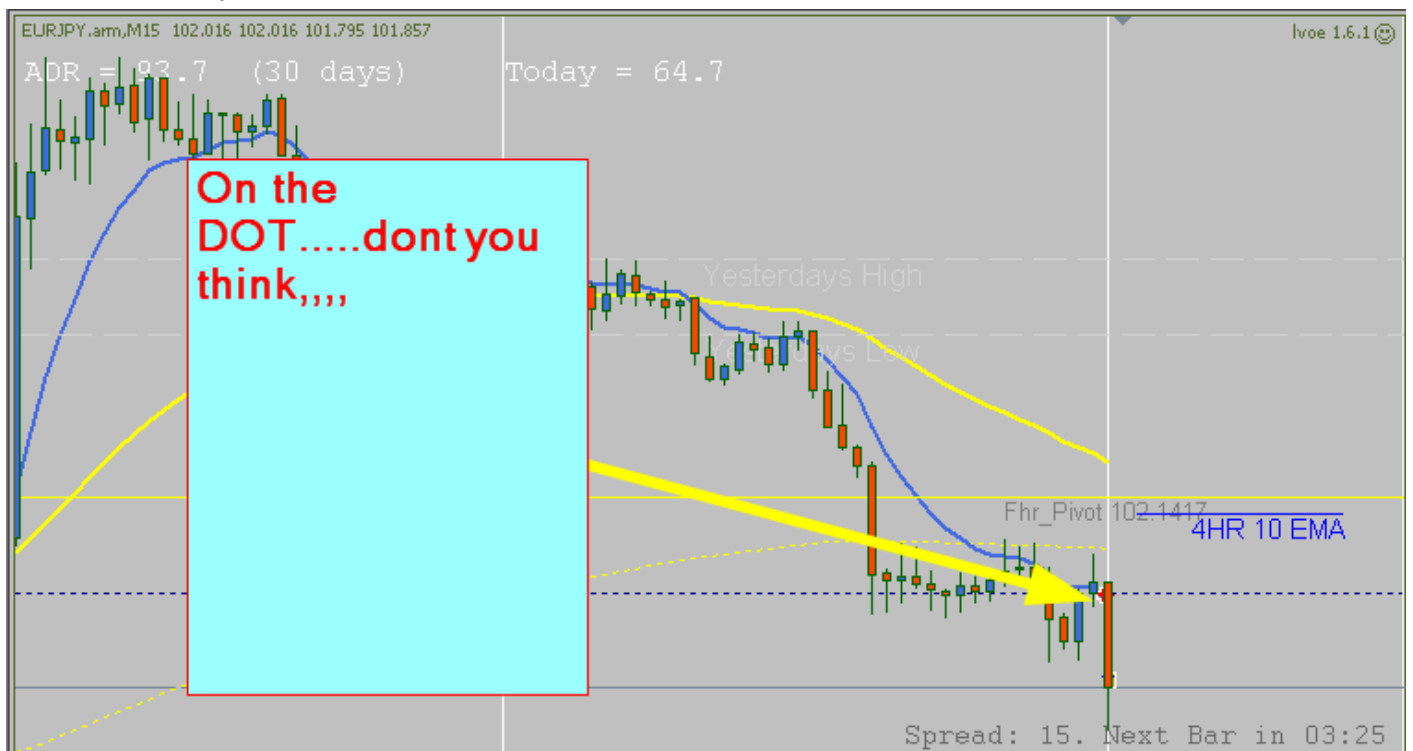 EURJPY.arm,M15 102.016 102.016 101.795 101.857
lvoe 1.6.1
ADR = 93.7 (30 days)
Today = 64.7
On the
DOT.....dont you
think,,,,
Yesterdays High
Yesterdays Low
Fhr_Pivot 102.1417
4HR 10 EMA
Spread: 15. Next Bar in 03:25